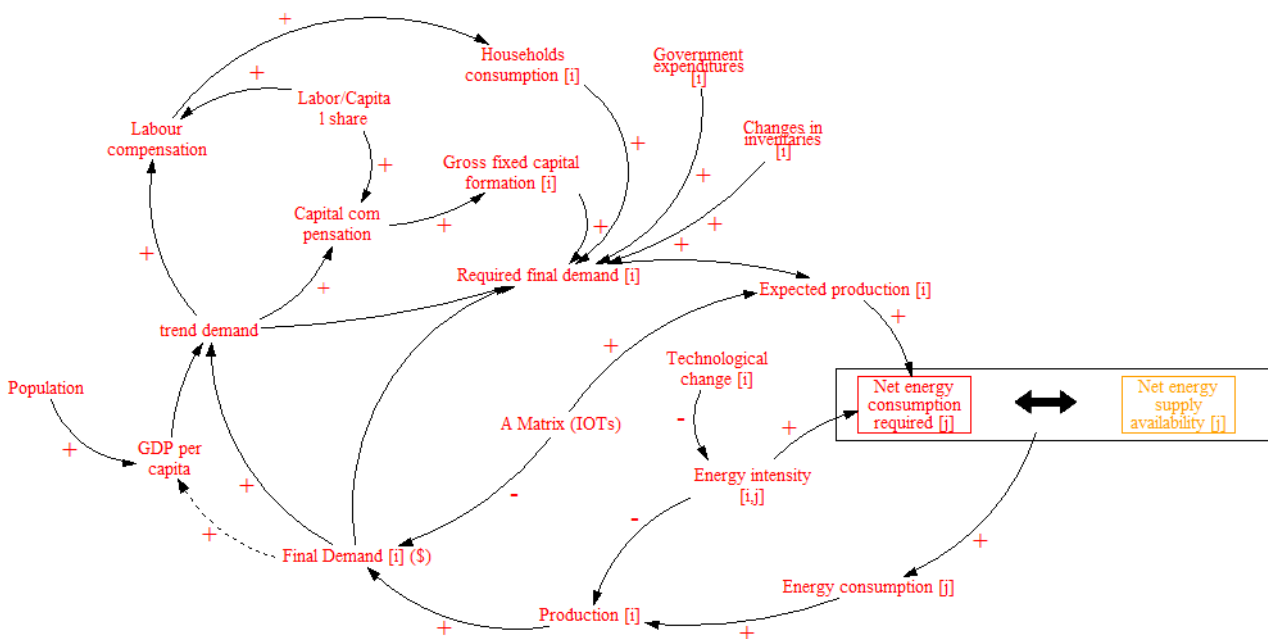 Households
consumption [i]
Government
expenditures
[i]
Labor/Capita
l share
Labour
compensation
Changes in
inventaries
[i]
Gross fixed capital
formation [i]
Capital com
pensation
Required final demand [i]
Expected production [i]
trend demand
Technological
change [i]
Population
Net energy
consumption
required [j]
Net energy
supply
availability [j]
A Matrix (IOTs)
GDP per
capita
Energy intensity
[i,j]
Final Demand [i] ($)
Energy consumption [j]
Production [i]
+
+
+
+
+
+
+
+
+
+
+
+
+
+
-
+
+
+
-
-
+
+
+
+